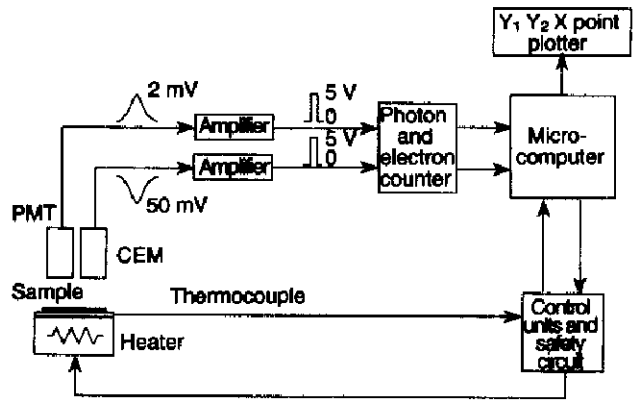 Y1 Y2 X point
plotter
2 mV
5 V
0
Amplifier
Photon
and
electron
counter
Micro-
computer
5 V
0
Amplifier
50 mV
PMT
CEM
Sample
Thermocouple
Heater
Control
units and
safety
circuit